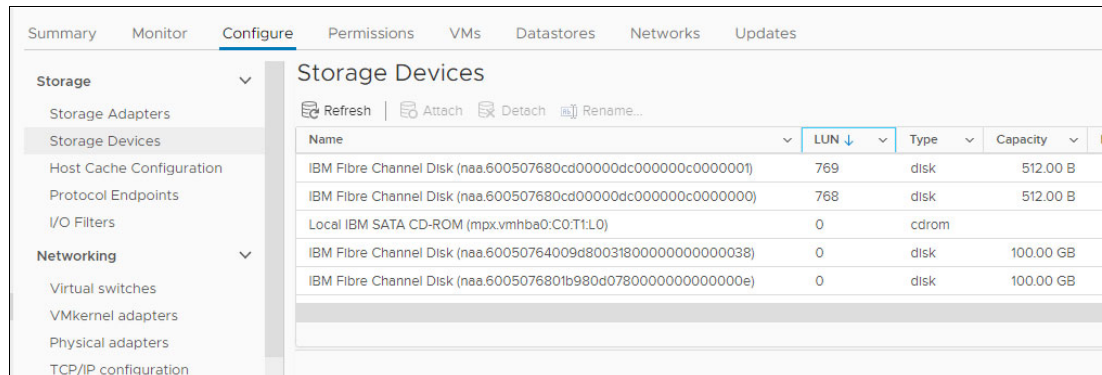 Summary Monitor Configure Permissions VMs Datastores Networks Updates
Storage
Storage Adapters
Storage Devices
Host Cache Configuration
Protocol Endpoints
I/O Filters
Networking
Virtual switches
VMkernel adapters
Physical adapters
TCP/IP configuration
Storage Devices
Refresh Attach Detach Rename...
Name LUN ↓ Type Capacity
IBM Fibre Channel Disk (naa.600507680cd00000dc000000c0000001) 769 disk 512.00 B
IBM Fibre Channel Disk (naa.600507680cd00000dc000000c0000000) 768 disk 512.00 B
Local IBM SATA CD-ROM (mpx.vmhba0:C0:T1:L0) 0 cdrom
IBM Fibre Channel Disk (naa.60050764009d80031800000000000038) 0 disk 100.00 GB
IBM Fibre Channel Disk (naa.6005076801b980d0780000000000000e) 0 disk 100.00 GB